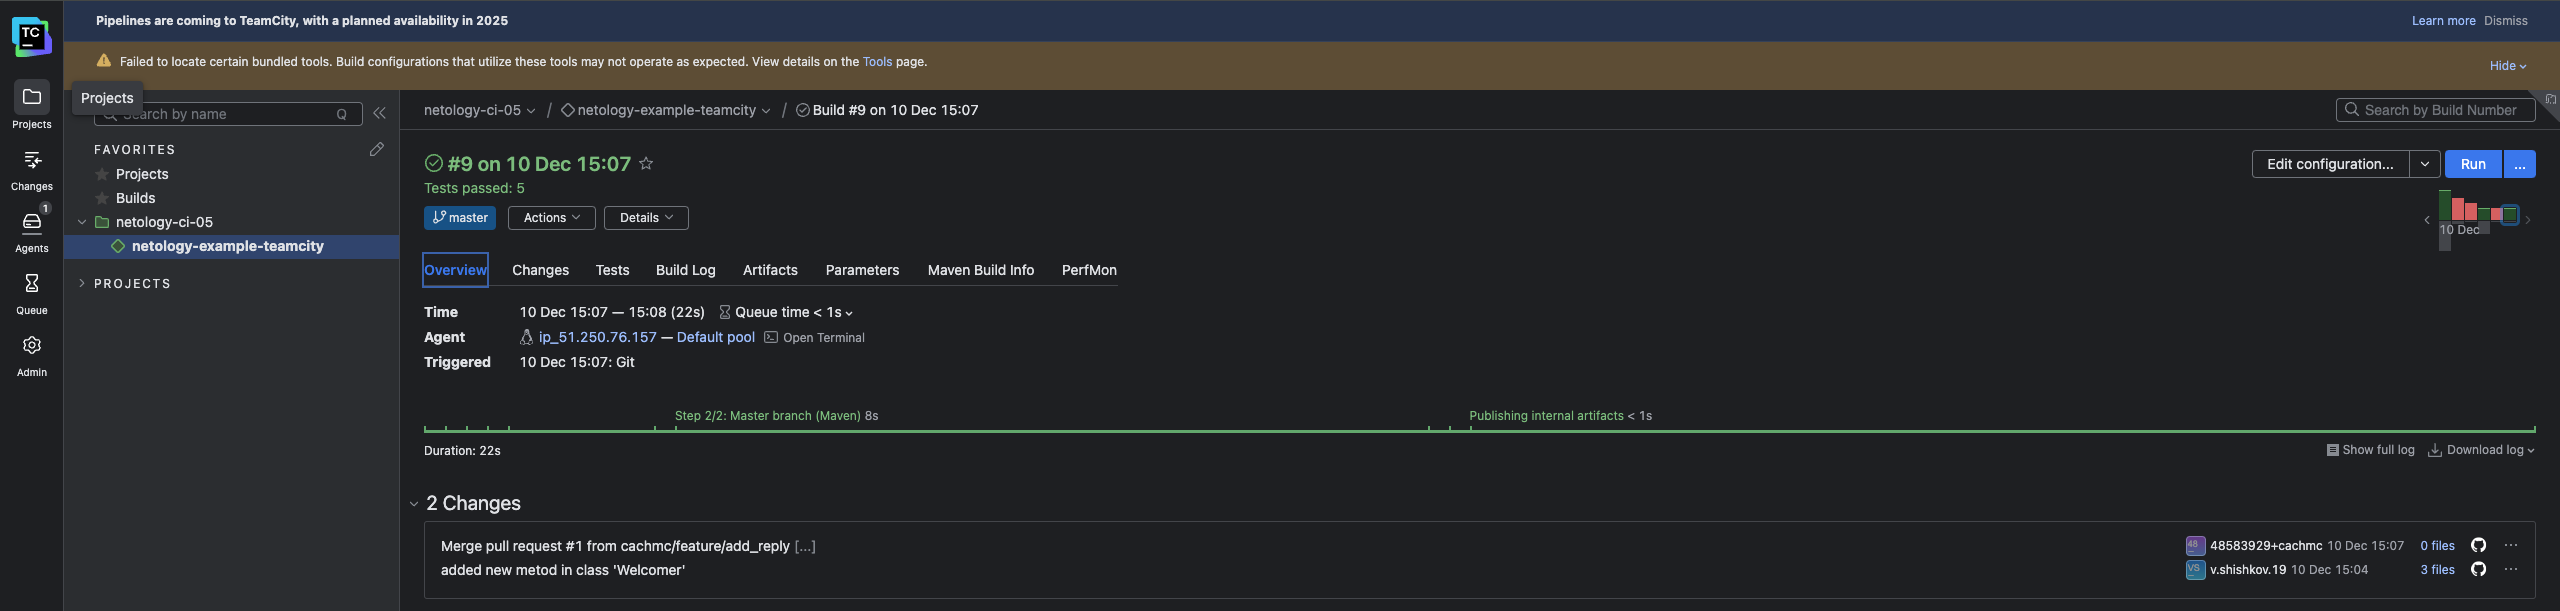 Pipelines are coming to TeamCity, with a planned availability in 2025
Learn more Dismiss
TC
Failed to locate certain bundled tools. Build configurations that utilize these tools may not operate as expected. View details on the Tools page.
Hide
Projects
Changes
1
Agents
Queue
Admin
Projects
Search by name Q
FAVORITES
Projects
Builds
netology-ci-05
netology-example-teamcity
PROJECTS
netology-ci-05 / netology-example-teamcity / Build #9 on 10 Dec 15:07
Search by Build Number
#9 on 10 Dec 15:07
Tests passed: 5
master Actions Details
Edit configuration... Run ...
10 Dec
Overview Changes Tests Build Log Artifacts Parameters Maven Build Info PerfMon
Time 10 Dec 15:07 — 15:08 (22s) Queue time < 1s
Agent ip_51.250.76.157 — Default pool Open Terminal
Triggered 10 Dec 15:07: Git
Step 2/2: Master branch (Maven) 8s Publishing internal artifacts < 1s
Duration: 22s
Show full log Download log
2 Changes
Merge pull request #1 from cachmc/feature/add_reply [...] 48 48583929+cachmc 10 Dec 15:07 0 files ...
added new metod in class 'Welcomer' VS v.shishkov.19 10 Dec 15:04 3 files ...